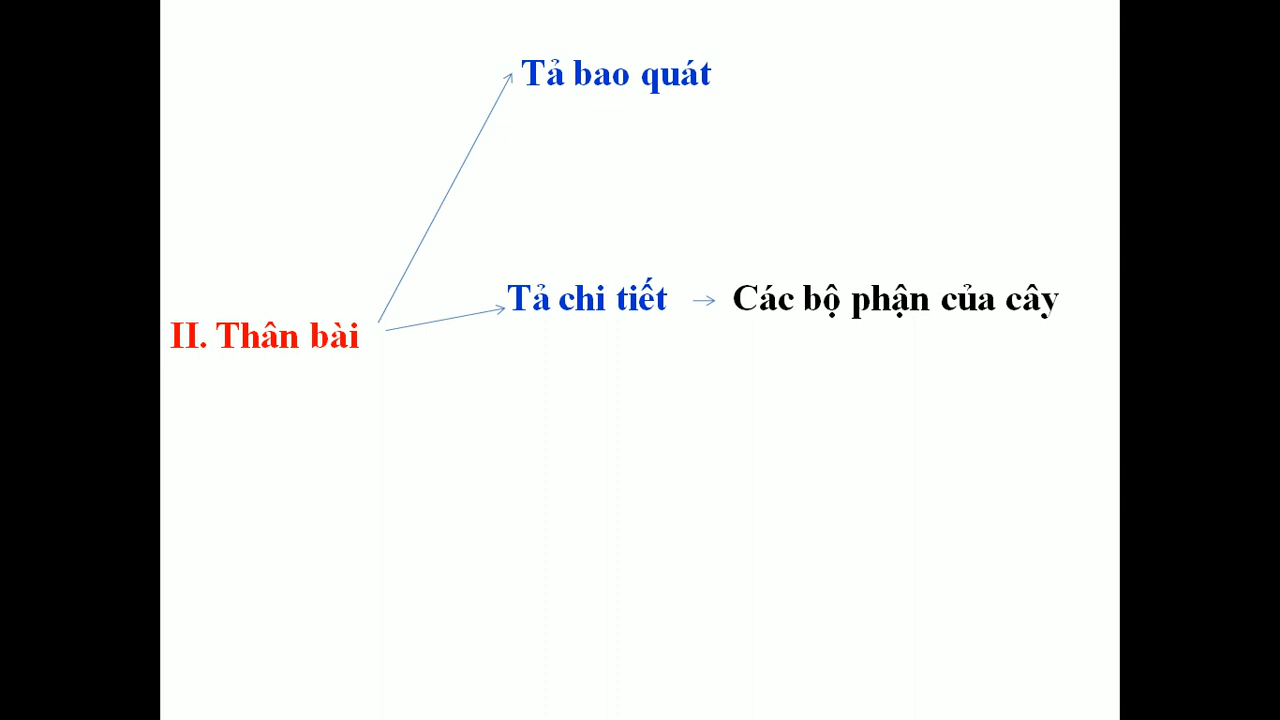 Tả bao quát
Tả chi tiết → Các bộ phận của cây
II. Thân bài